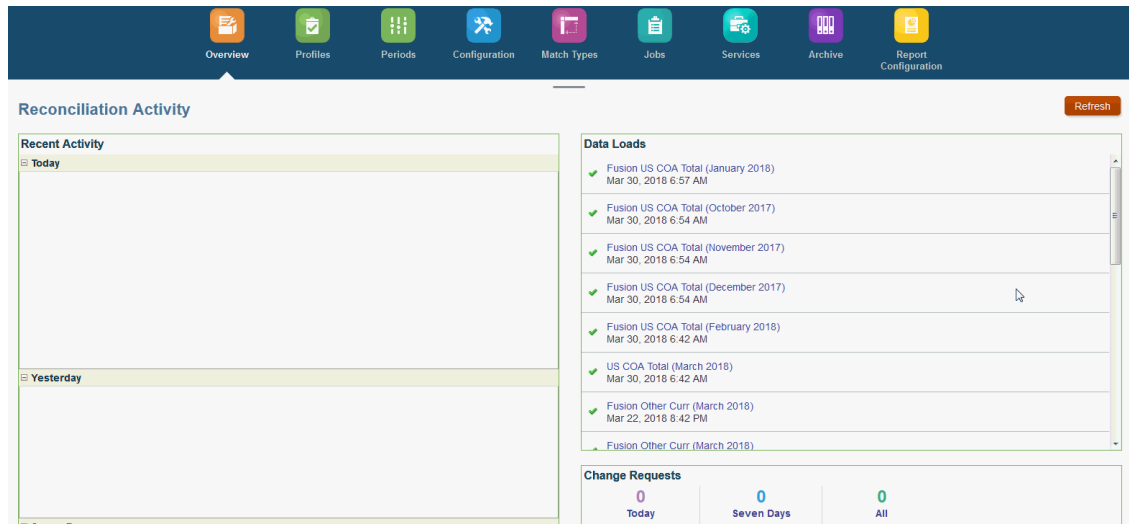 Overview
Profiles
Periods
Configuration
Match Types
Jobs
Services
Archive
Report
Configuration
Reconciliation Activity
Refresh
Recent Activity
Today
Yesterday
Data Loads
Fusion US COA Total (January 2018)
Mar 30, 2018 6:57 AM
Fusion US COA Total (October 2017)
Mar 30, 2018 6:54 AM
Fusion US COA Total (November 2017)
Mar 30, 2018 6:54 AM
Fusion US COA Total (December 2017)
Mar 30, 2018 6:54 AM
Fusion US COA Total (February 2018)
Mar 30, 2018 6:42 AM
US COA Total (March 2018)
Mar 30, 2018 6:42 AM
Fusion Other Curr (March 2018)
Mar 22, 2018 8:42 PM
Fusion Other Curr (March 2018)
Change Requests
0
Today
0
Seven Days
0
All